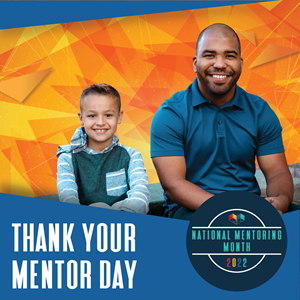 THANK YOUR
MENTOR DAY
NATIONAL MENTORING
MONTH
2022